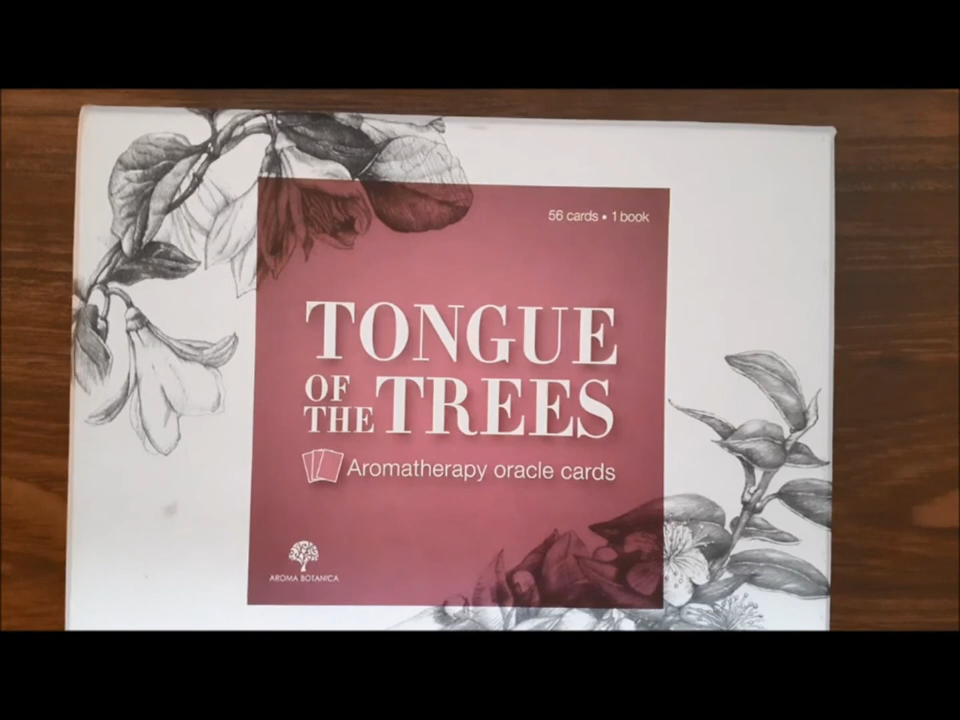 56 cards • 1 book
TONGUE
OF THE TREES
Aromatherapy oracle cards
AROMA BOTANICA